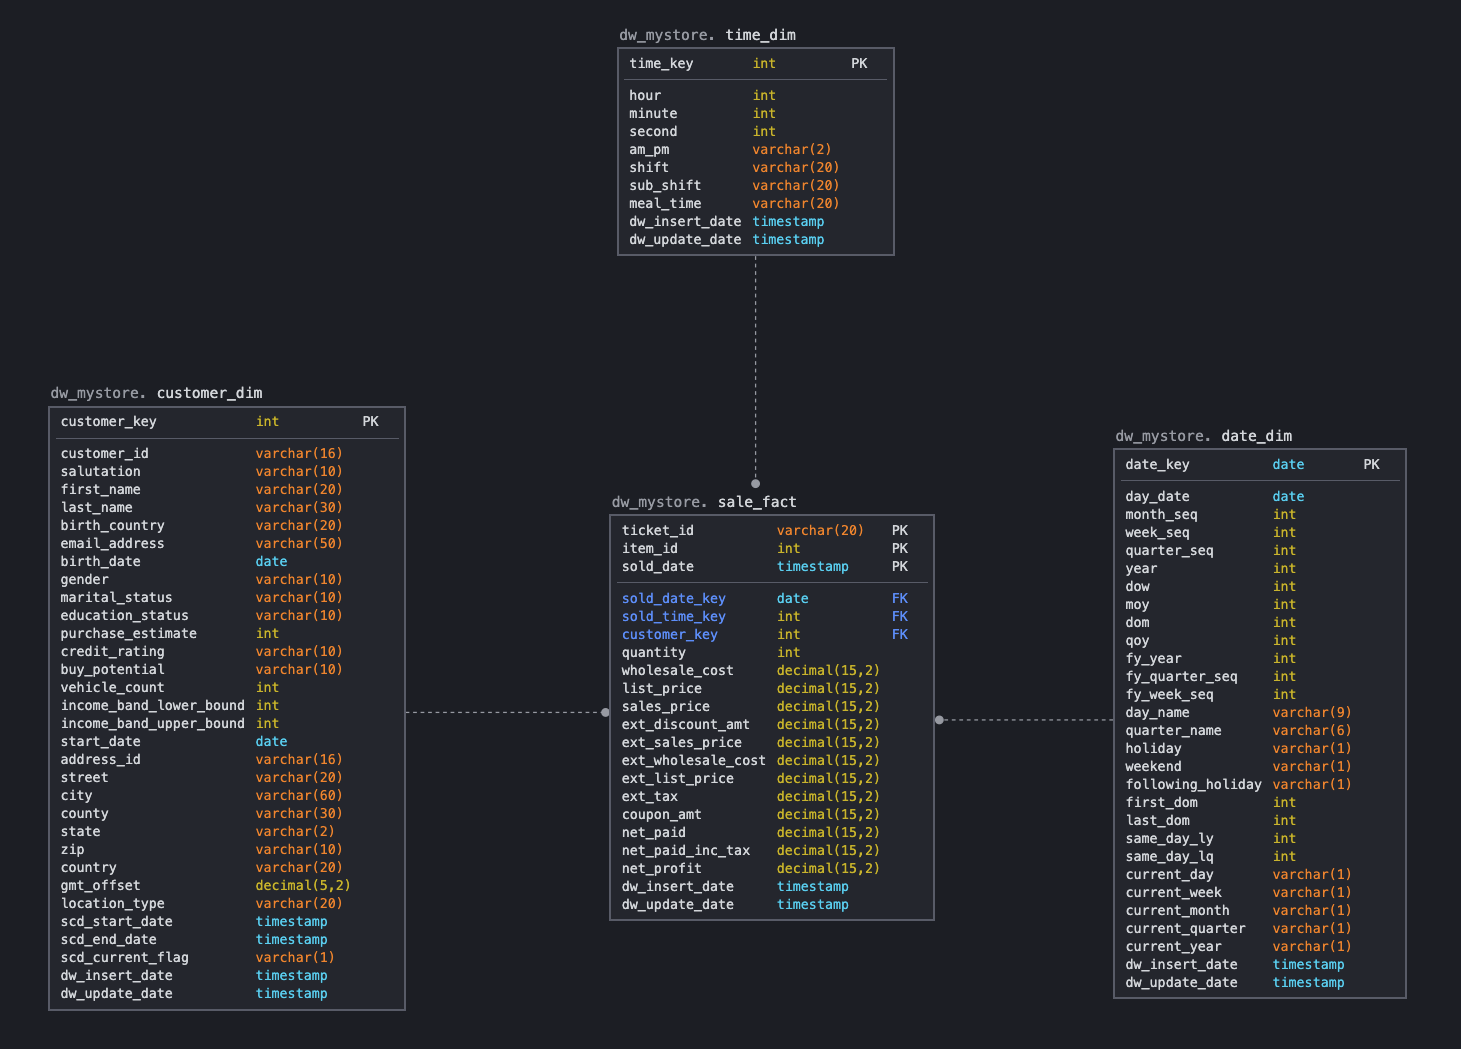 dw_mystore. time_dim
time_key int PK
hour int
minute int
second int
am_pm varchar(2)
shift varchar(20)
sub_shift varchar(20)
meal_time varchar(20)
dw_insert_date timestamp
dw_update_date timestamp
dw_mystore. customer_dim
customer_key int PK
customer_id varchar(16)
salutation varchar(10)
first_name varchar(20)
last_name varchar(30)
birth_country varchar(20)
email_address varchar(50)
birth_date date
gender varchar(10)
marital_status varchar(10)
education_status varchar(10)
purchase_estimate int
credit_rating varchar(10)
buy_potential varchar(10)
vehicle_count int
income_band_lower_bound int
income_band_upper_bound int
start_date date
address_id varchar(16)
street varchar(20)
city varchar(60)
county varchar(30)
state varchar(2)
zip varchar(10)
country varchar(20)
gmt_offset decimal(5,2)
location_type varchar(20)
scd_start_date timestamp
scd_end_date timestamp
scd_current_flag varchar(1)
dw_insert_date timestamp
dw_update_date timestamp
dw_mystore. sale_fact
ticket_id varchar(20) PK
item_id int PK
sold_date timestamp PK
sold_date_key date FK
sold_time_key int FK
customer_key int FK
quantity int
wholesale_cost decimal(15,2)
list_price decimal(15,2)
sales_price decimal(15,2)
ext_discount_amt decimal(15,2)
ext_sales_price decimal(15,2)
ext_wholesale_cost decimal(15,2)
ext_list_price decimal(15,2)
ext_tax decimal(15,2)
coupon_amt decimal(15,2)
net_paid decimal(15,2)
net_paid_inc_tax decimal(15,2)
net_profit decimal(15,2)
dw_insert_date timestamp
dw_update_date timestamp
dw_mystore. date_dim
date_key date PK
day_date date
month_seq int
week_seq int
quarter_seq int
year int
dow int
moy int
dom int
qoy int
fy_year int
fy_quarter_seq int
fy_week_seq int
day_name varchar(9)
quarter_name varchar(6)
holiday varchar(1)
weekend varchar(1)
following_holiday varchar(1)
first_dom int
last_dom int
same_day_ly int
same_day_lq int
current_day varchar(1)
current_week varchar(1)
current_month varchar(1)
current_quarter varchar(1)
current_year varchar(1)
dw_insert_date timestamp
dw_update_date timestamp